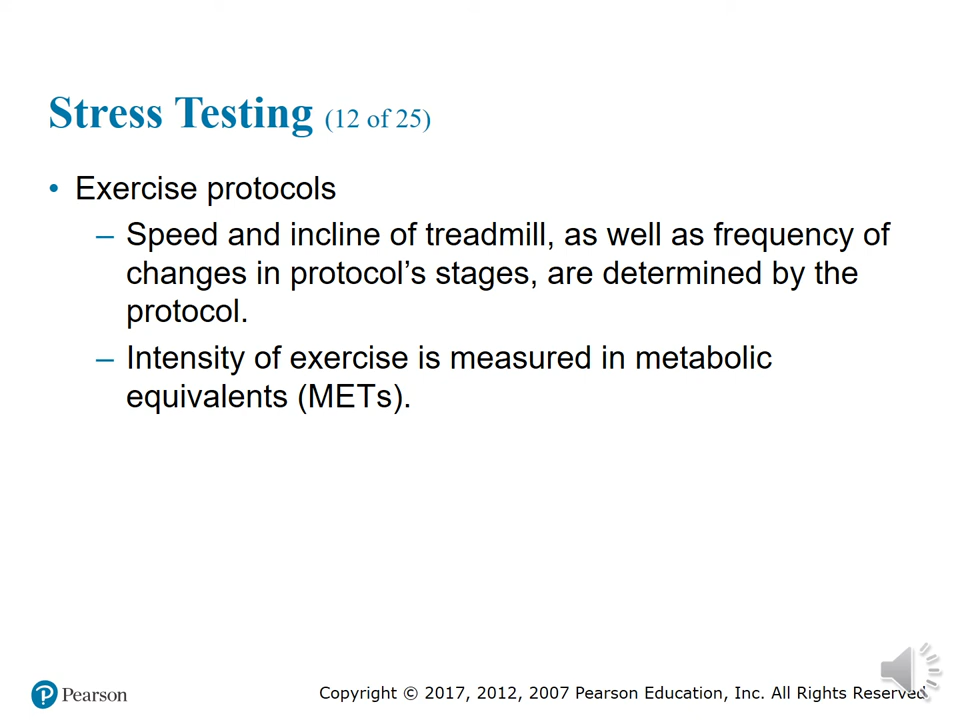 Stress Testing (12 of 25)
• Exercise protocols
– Speed and incline of treadmill, as well as frequency of
changes in protocol’s stages, are determined by the
protocol.
– Intensity of exercise is measured in metabolic
equivalents (METs).
Pearson
Copyright © 2017, 2012, 2007 Pearson Education, Inc. All Rights Reserved